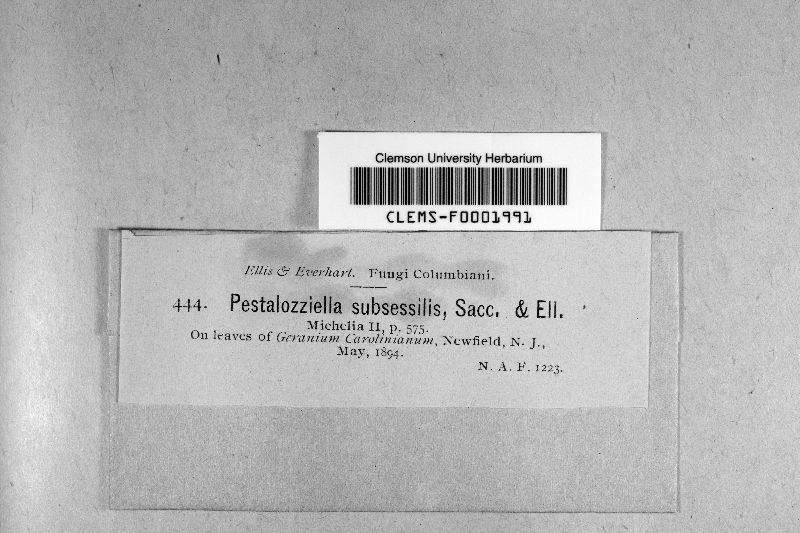 Clemson University Herbarium
CLEMS-F0001991
Ellis & Everhart. Fungi Columbiani.
444. Pestalozziella subsessilis, Sacc. & Ell.
Michelia II, p. 575.
On leaves of Geranium Carolinianum, Newfield, N. J.,
May, 1894.
N. A. F. 1223.